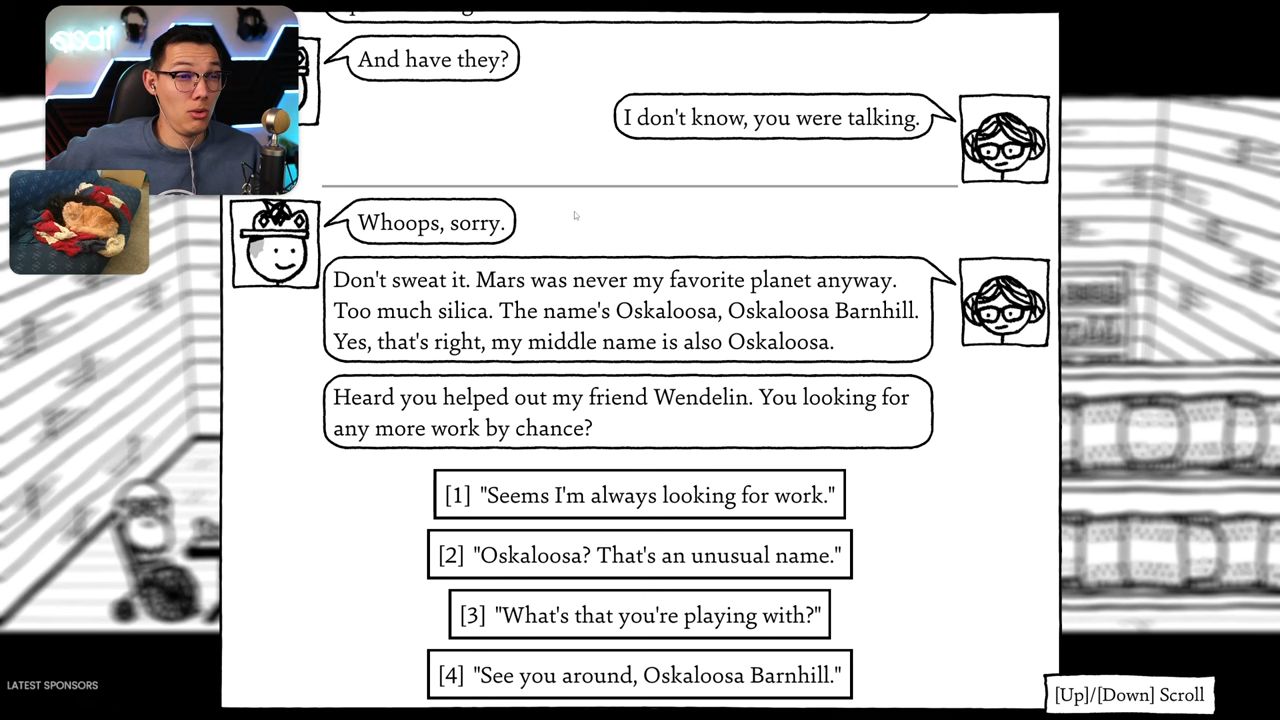 And have they?
I don't know, you were talking.
Whoops, sorry.
Don't sweat it. Mars was never my favorite planet anyway.
Too much silica. The name's Oskaloosa, Oskaloosa Barnhill.
Yes, that's right, my middle name is also Oskaloosa.
Heard you helped out my friend Wendelin. You looking for
any more work by chance?
[1] "Seems I'm always looking for work."
[2] "Oskaloosa? That's an unusual name."
[3] "What's that you're playing with?"
[4] "See you around, Oskaloosa Barnhill."
LATEST SPONSORS
[Up]/[Down] Scroll